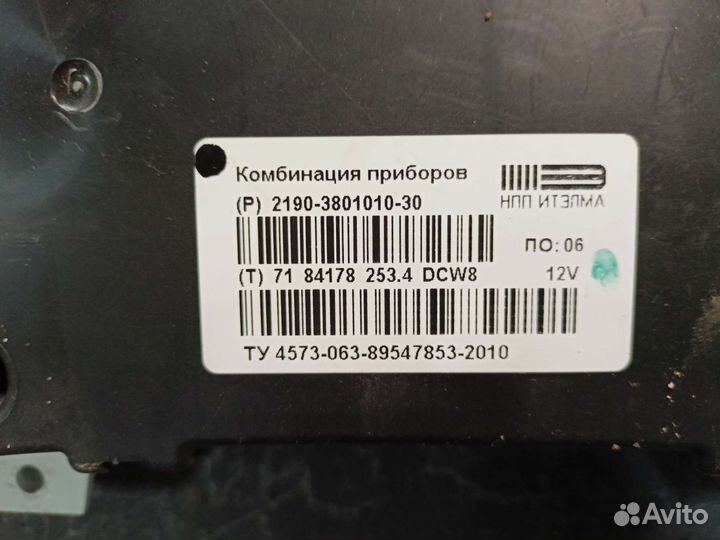 Комбинация приборов
(P) 2190-3801010-30
НПП ИТЭЛМА
ПО: 06
(T) 71 84178 253.4 DCW8
12V
ТУ 4573-063-89547853-2010
Avito